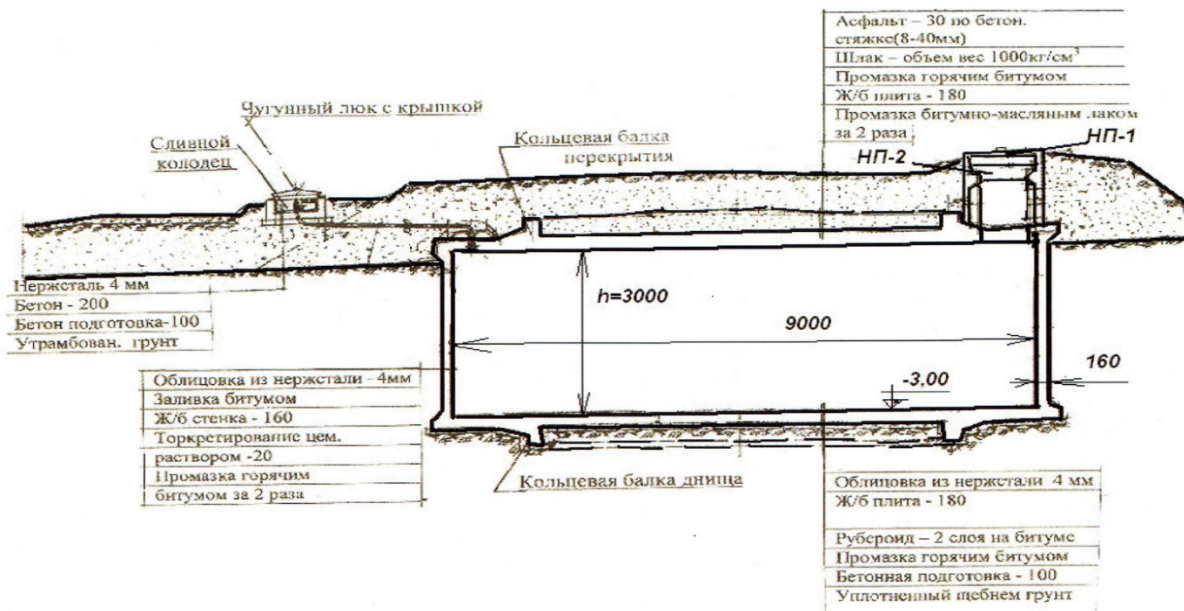 Асфальт – 30 по бетон.
стяжке(8-40мм)
Шлак – объем вес 1000кг/см³
Промазка горячим битумом
Ж/б плита - 180
Промазка битумно-масляным лаком
за 2 раза
НП-1
НП-2
Чугунный люк с крышкой
Сливной
колодец
Кольцевая балка
перекрытия
Нержсталь 4 мм
Бетон - 200
Бетон подготовка-100
Утрамбован. грунт
h=3000
9000
160
-3,00
Облицовка из нержстали – 4мм
Заливка битумом
Ж/б стенка - 160
Торкретирование цем.
раствором -20
Промазка горячим
битумом за 2 раза
Кольцевая балка днища
Облицовка из нержстали 4 мм
Ж/б плита - 180
Рубероид – 2 слоя на битуме
Промазка горячим битумом
Бетонная подготовка - 100
Уплотненный щебнем грунт